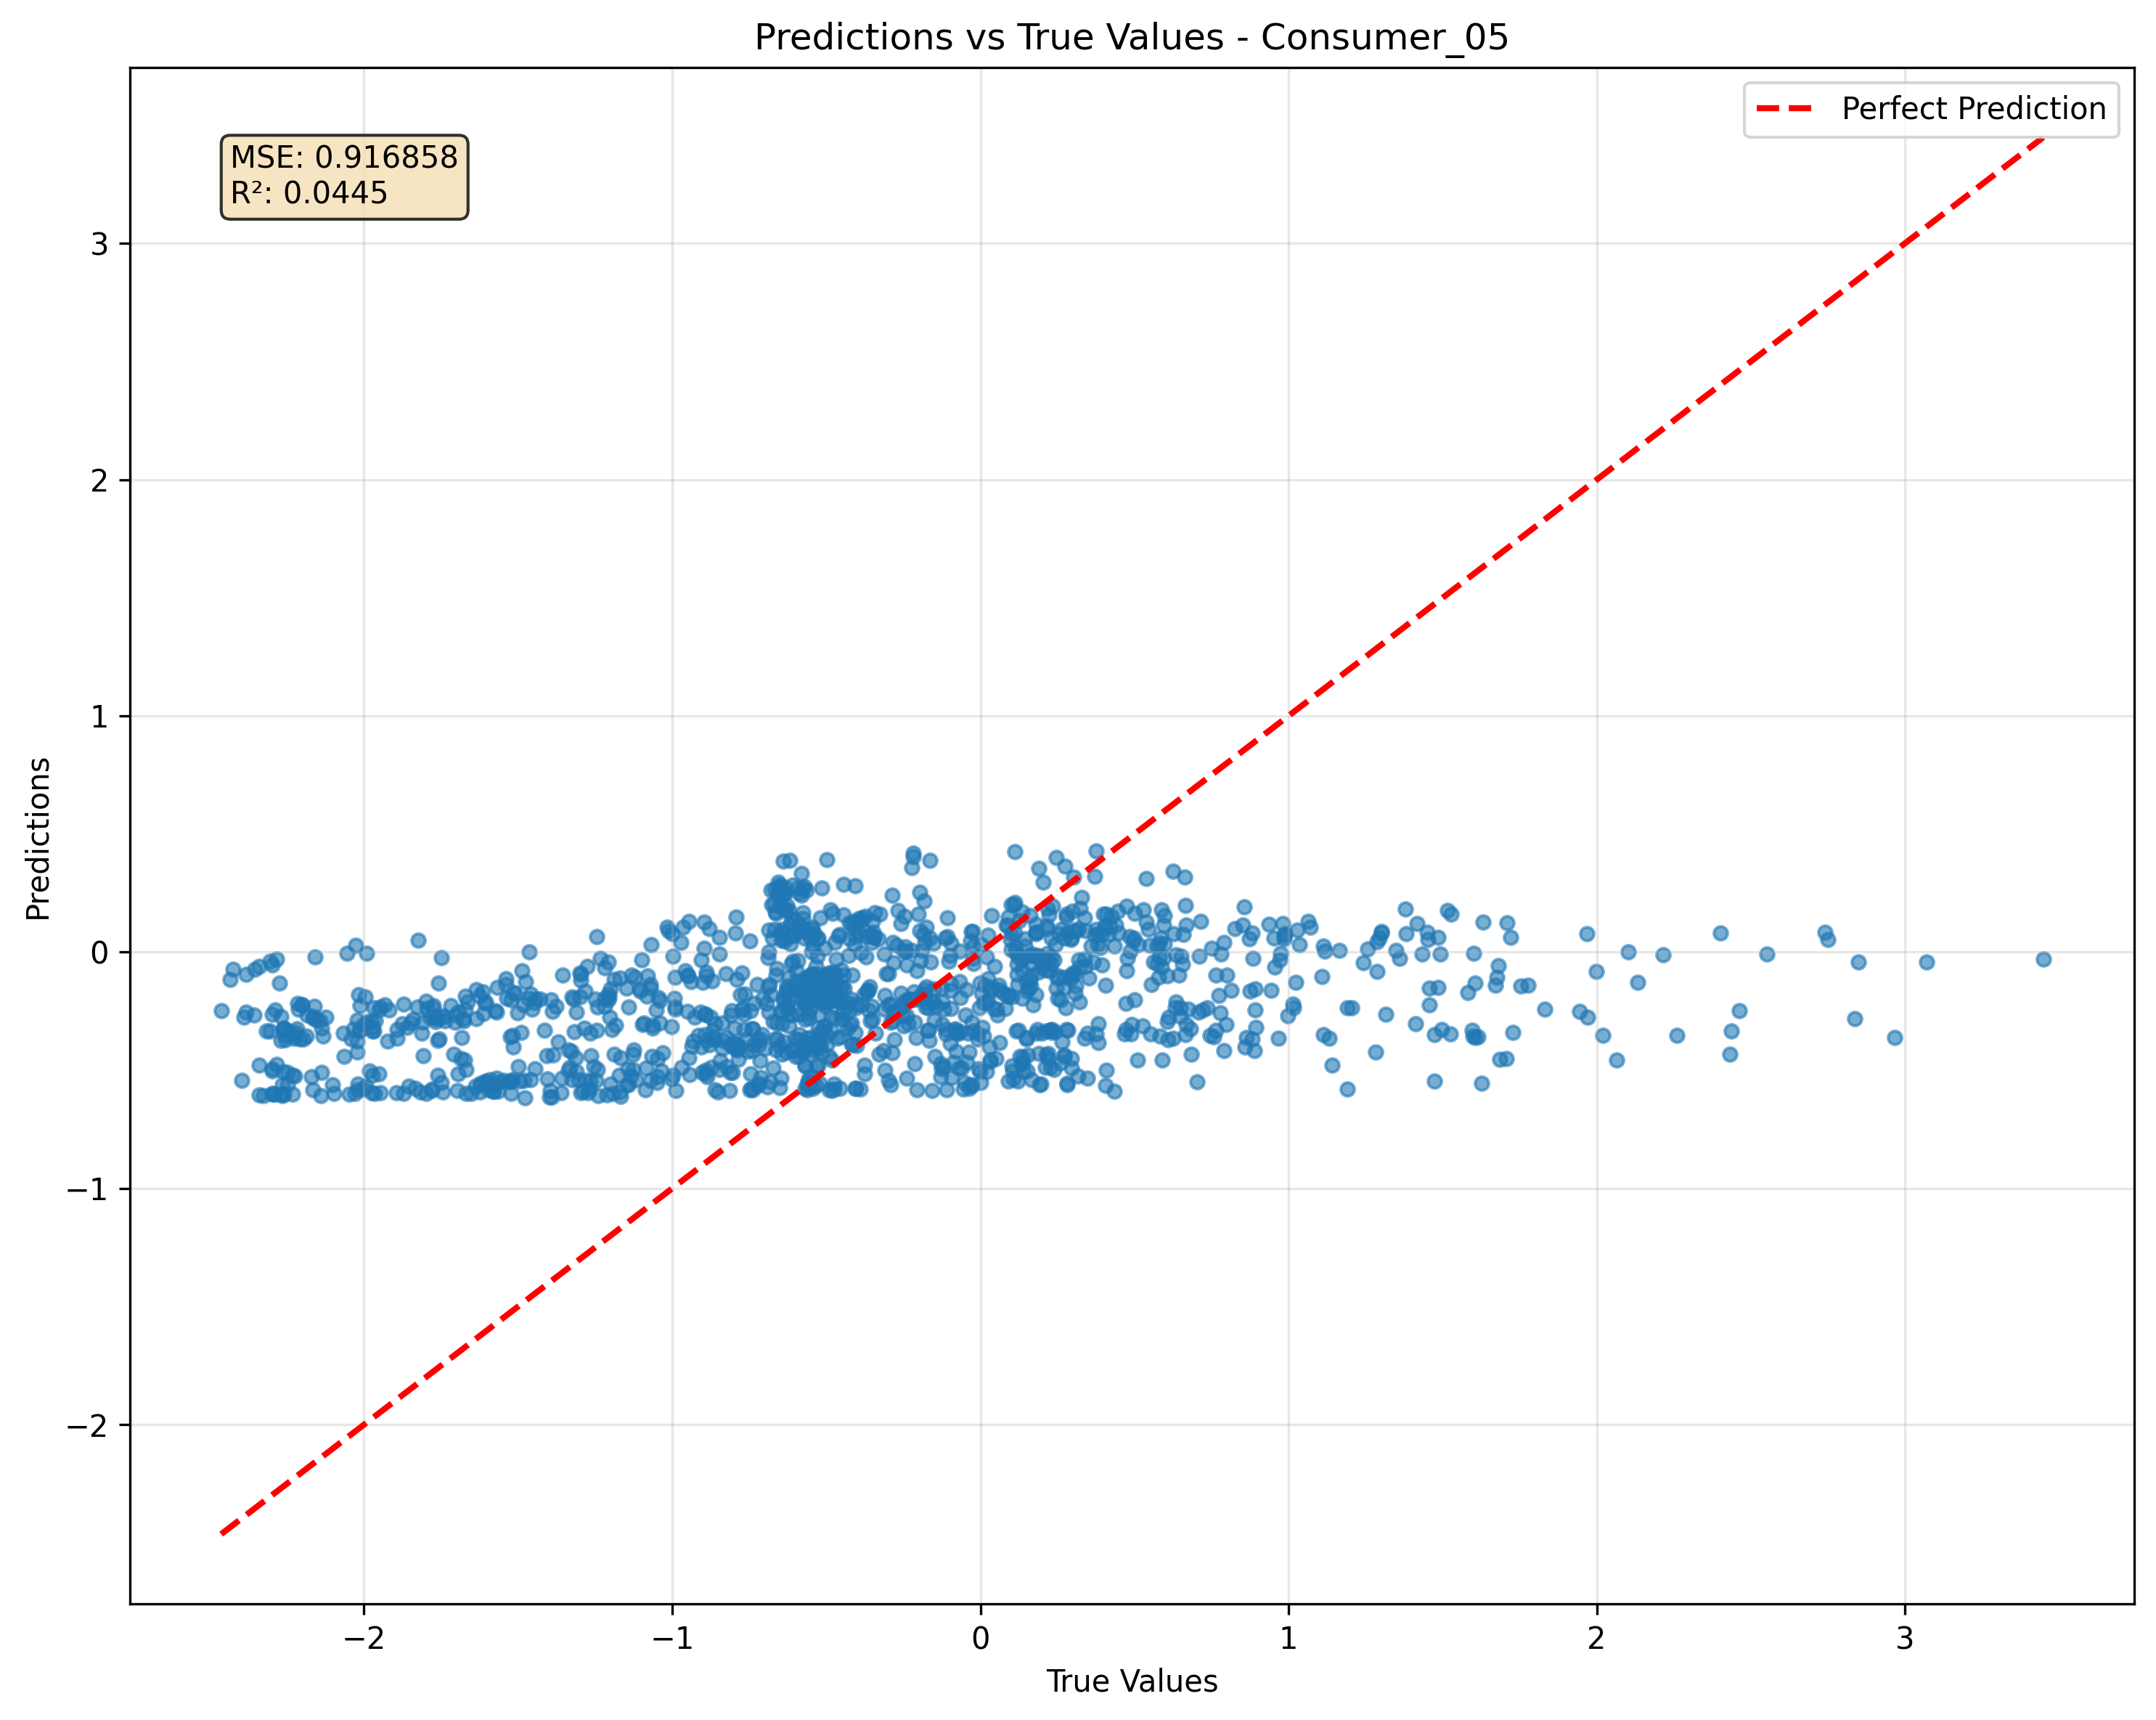 Predictions vs True Values - Consumer_05
Perfect Prediction
MSE: 0.916858
R²: 0.0445
3
2
1
0
−1
−2
Predictions
−2
−1
0
1
2
3
True Values